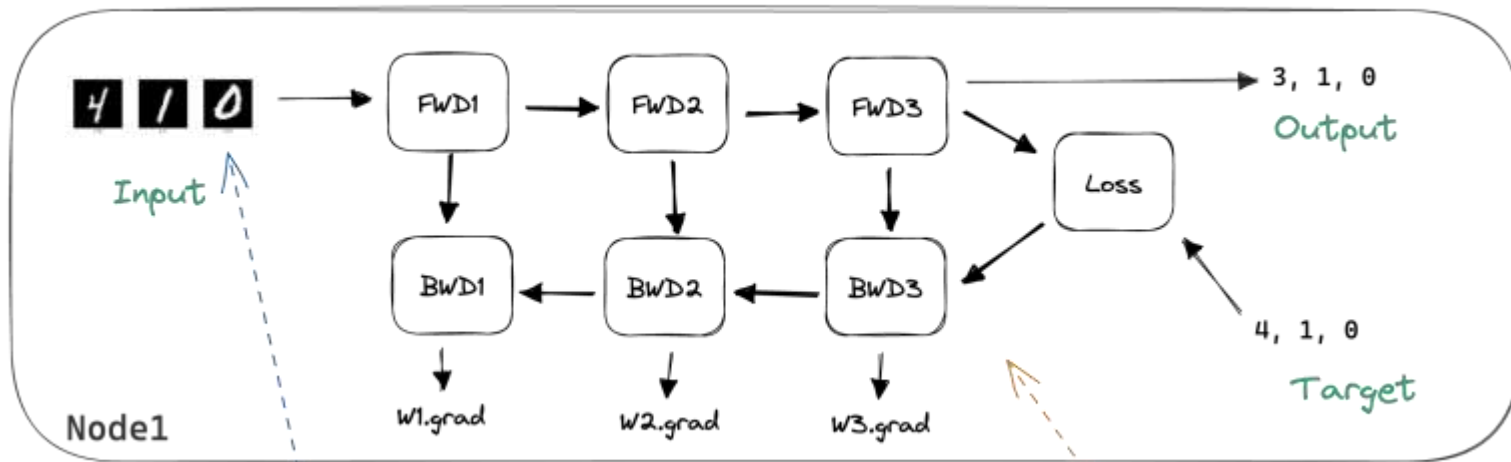 4 1 0
Input
FWD1
FWD2
FWD3
3, 1, 0
Output
Loss
BWD1
BWD2
BWD3
4, 1, 0
Target
W1.grad
W2.grad
W3.grad
Node1